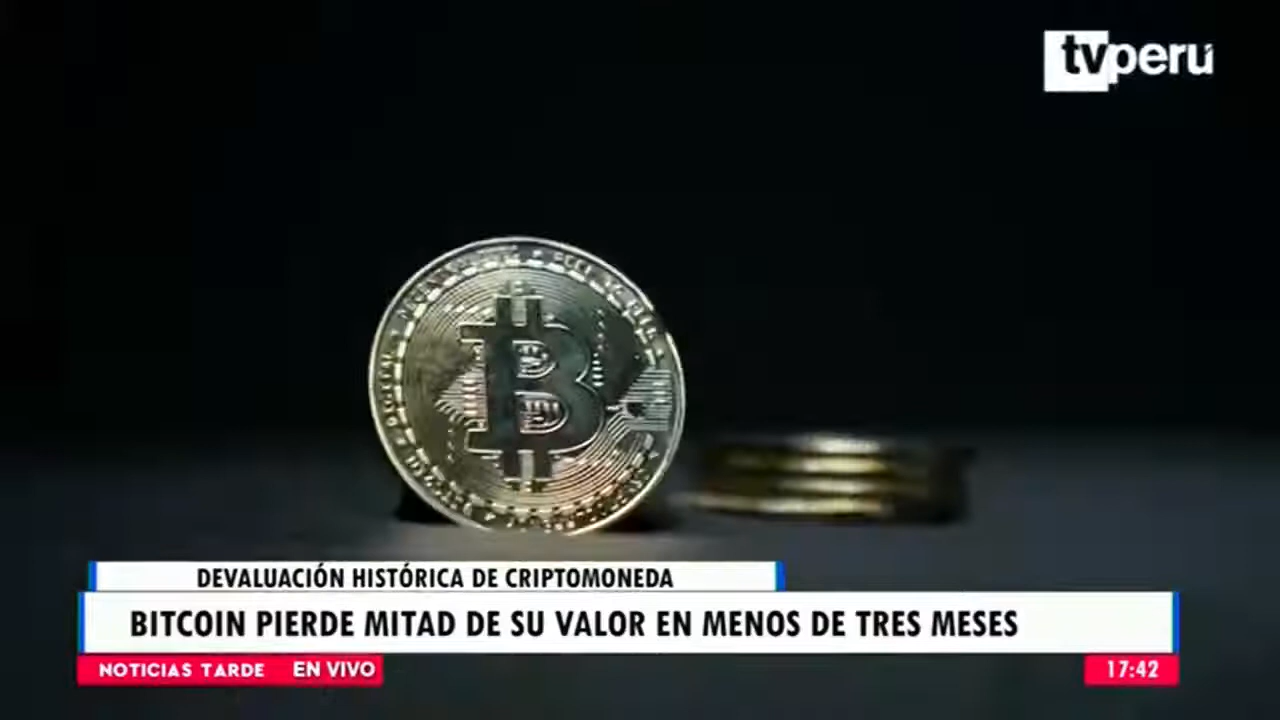 tvperú
DEVALUACIÓN HISTÓRICA DE CRIPTOMONEDA
BITCOIN PIERDE MITAD DE SU VALOR EN MENOS DE TRES MESES
NOTICIAS TARDE EN VIVO
17:42